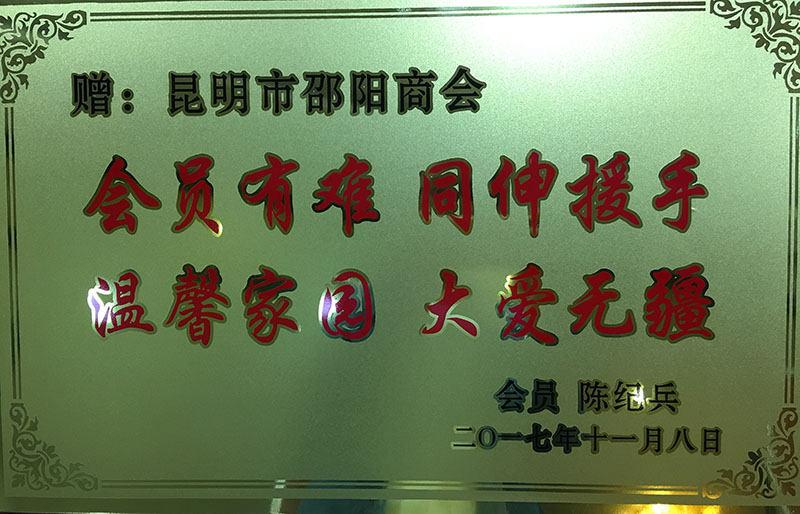 赠：昆明市邵阳商会
会员有难 同伸援手
温馨家园 大爱无疆
会员 陈纪兵
二〇一七年十一月八日